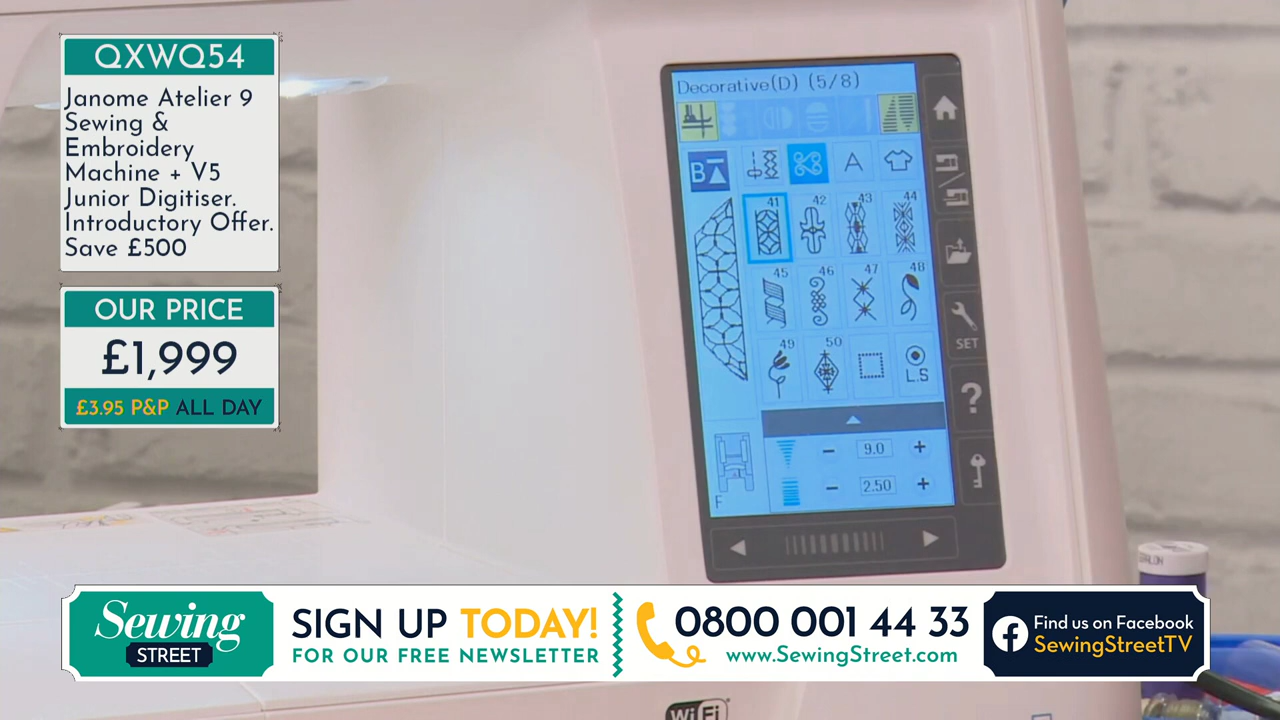 QXWQ54
Janome Atelier 9
Sewing &
Embroidery
Machine + V5
Junior Digitiser.
Introductory Offer.
Save £500
OUR PRICE
£1,999
£3.95 P&P ALL DAY
Decorative(D) (5/8)
B
A
41 42 43 44
45 46 47 48
49 50
L.S
9.0
2.50
F
SET
?
Sewing
STREET
SIGN UP TODAY!
FOR OUR FREE NEWSLETTER
0800 001 44 33
www.SewingStreet.com
Find us on Facebook
SewingStreetTV
WiFi